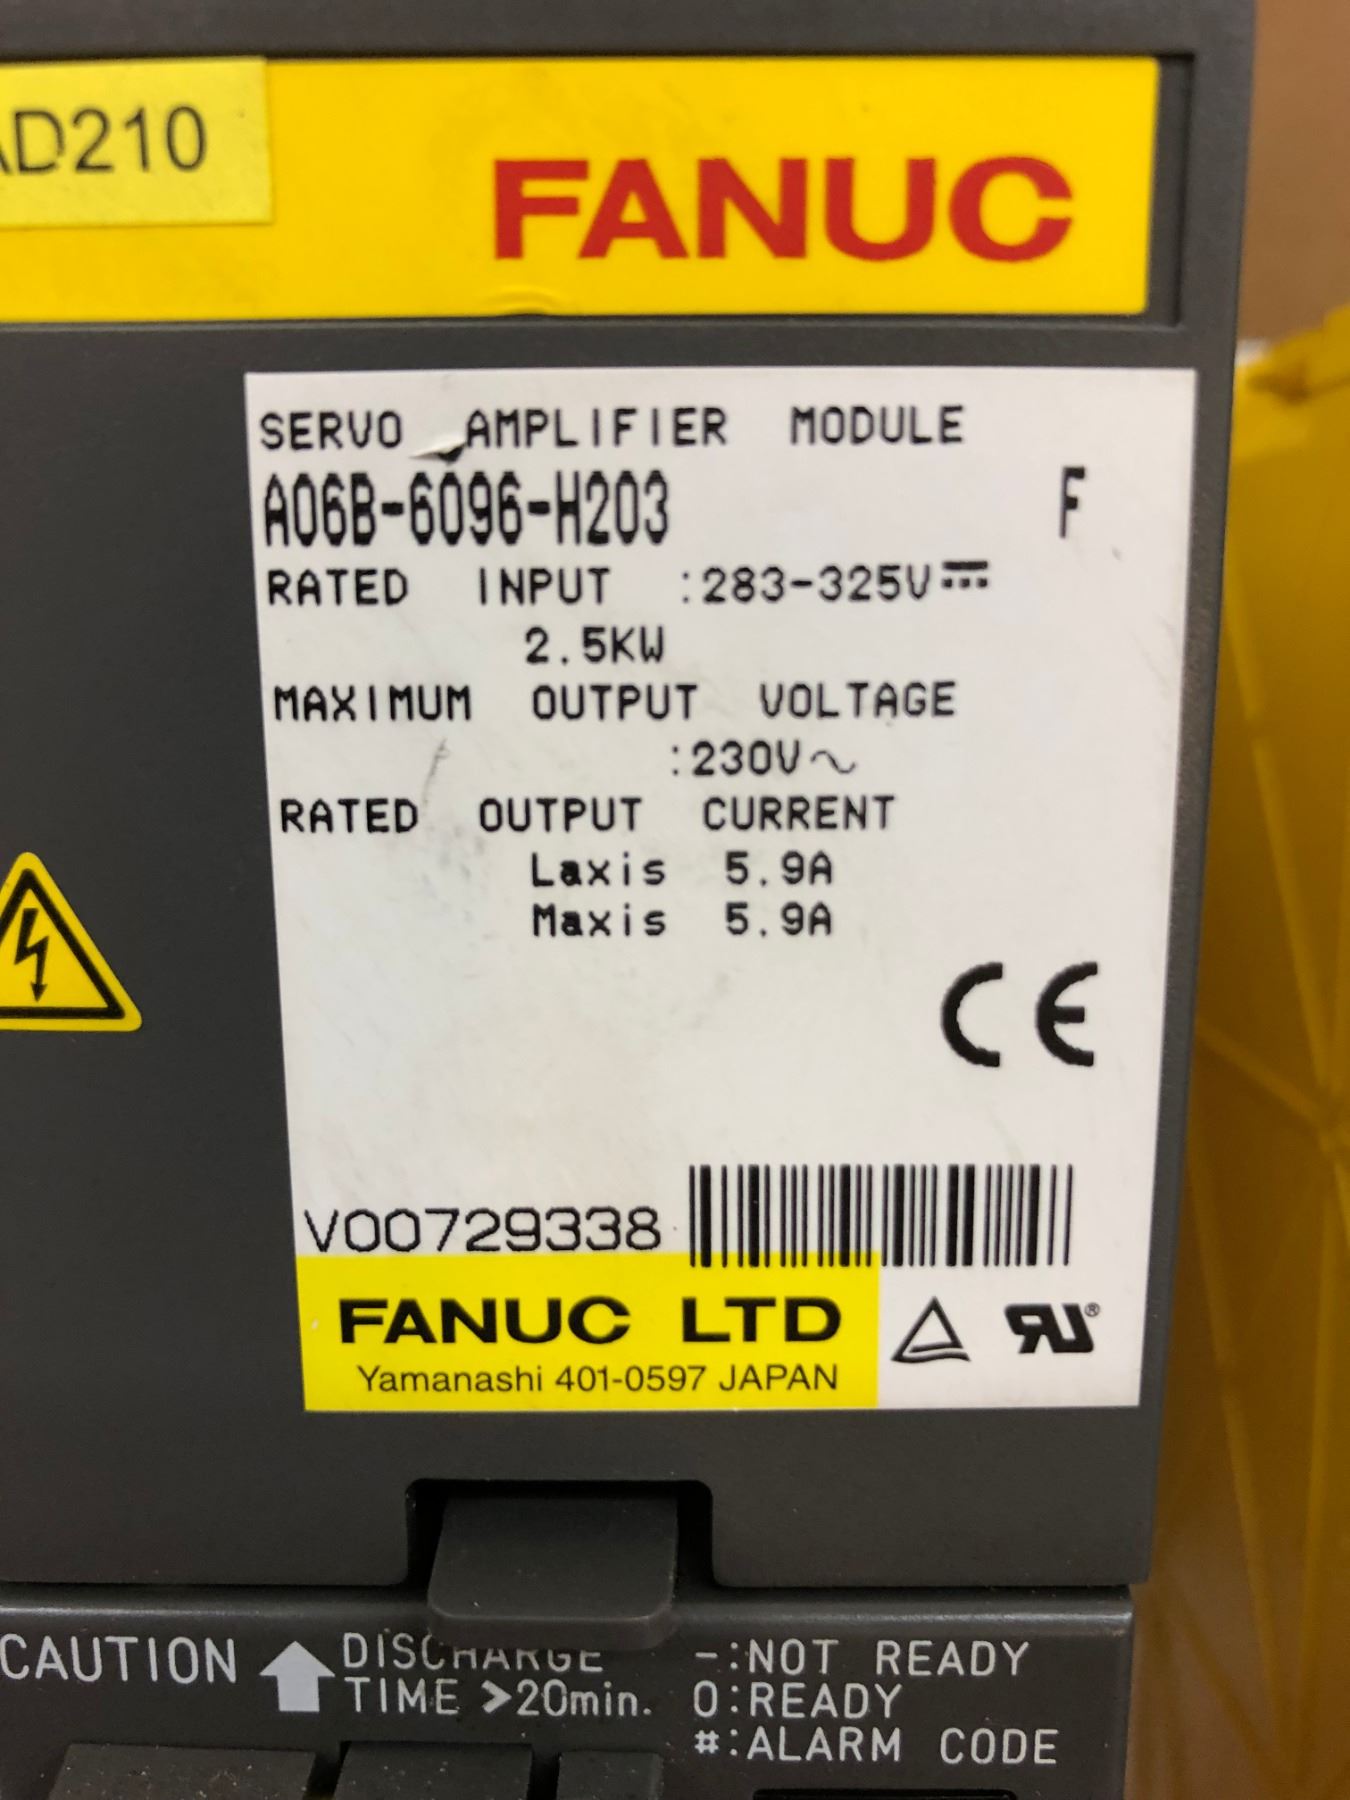 AD210
FANUC
SERVO AMPLIFIER MODULE
A06B-6096-H203 F
RATED INPUT :283-325V⎓
2.5KW
MAXIMUM OUTPUT VOLTAGE
:230V~
RATED OUTPUT CURRENT
Laxis 5.9A
Maxis 5.9A
CE
V00729338
FANUC LTD
Yamanashi 401-0597 JAPAN
CAUTION DISCHARGE
TIME >20min.
-:NOT READY
0:READY
#:ALARM CODE